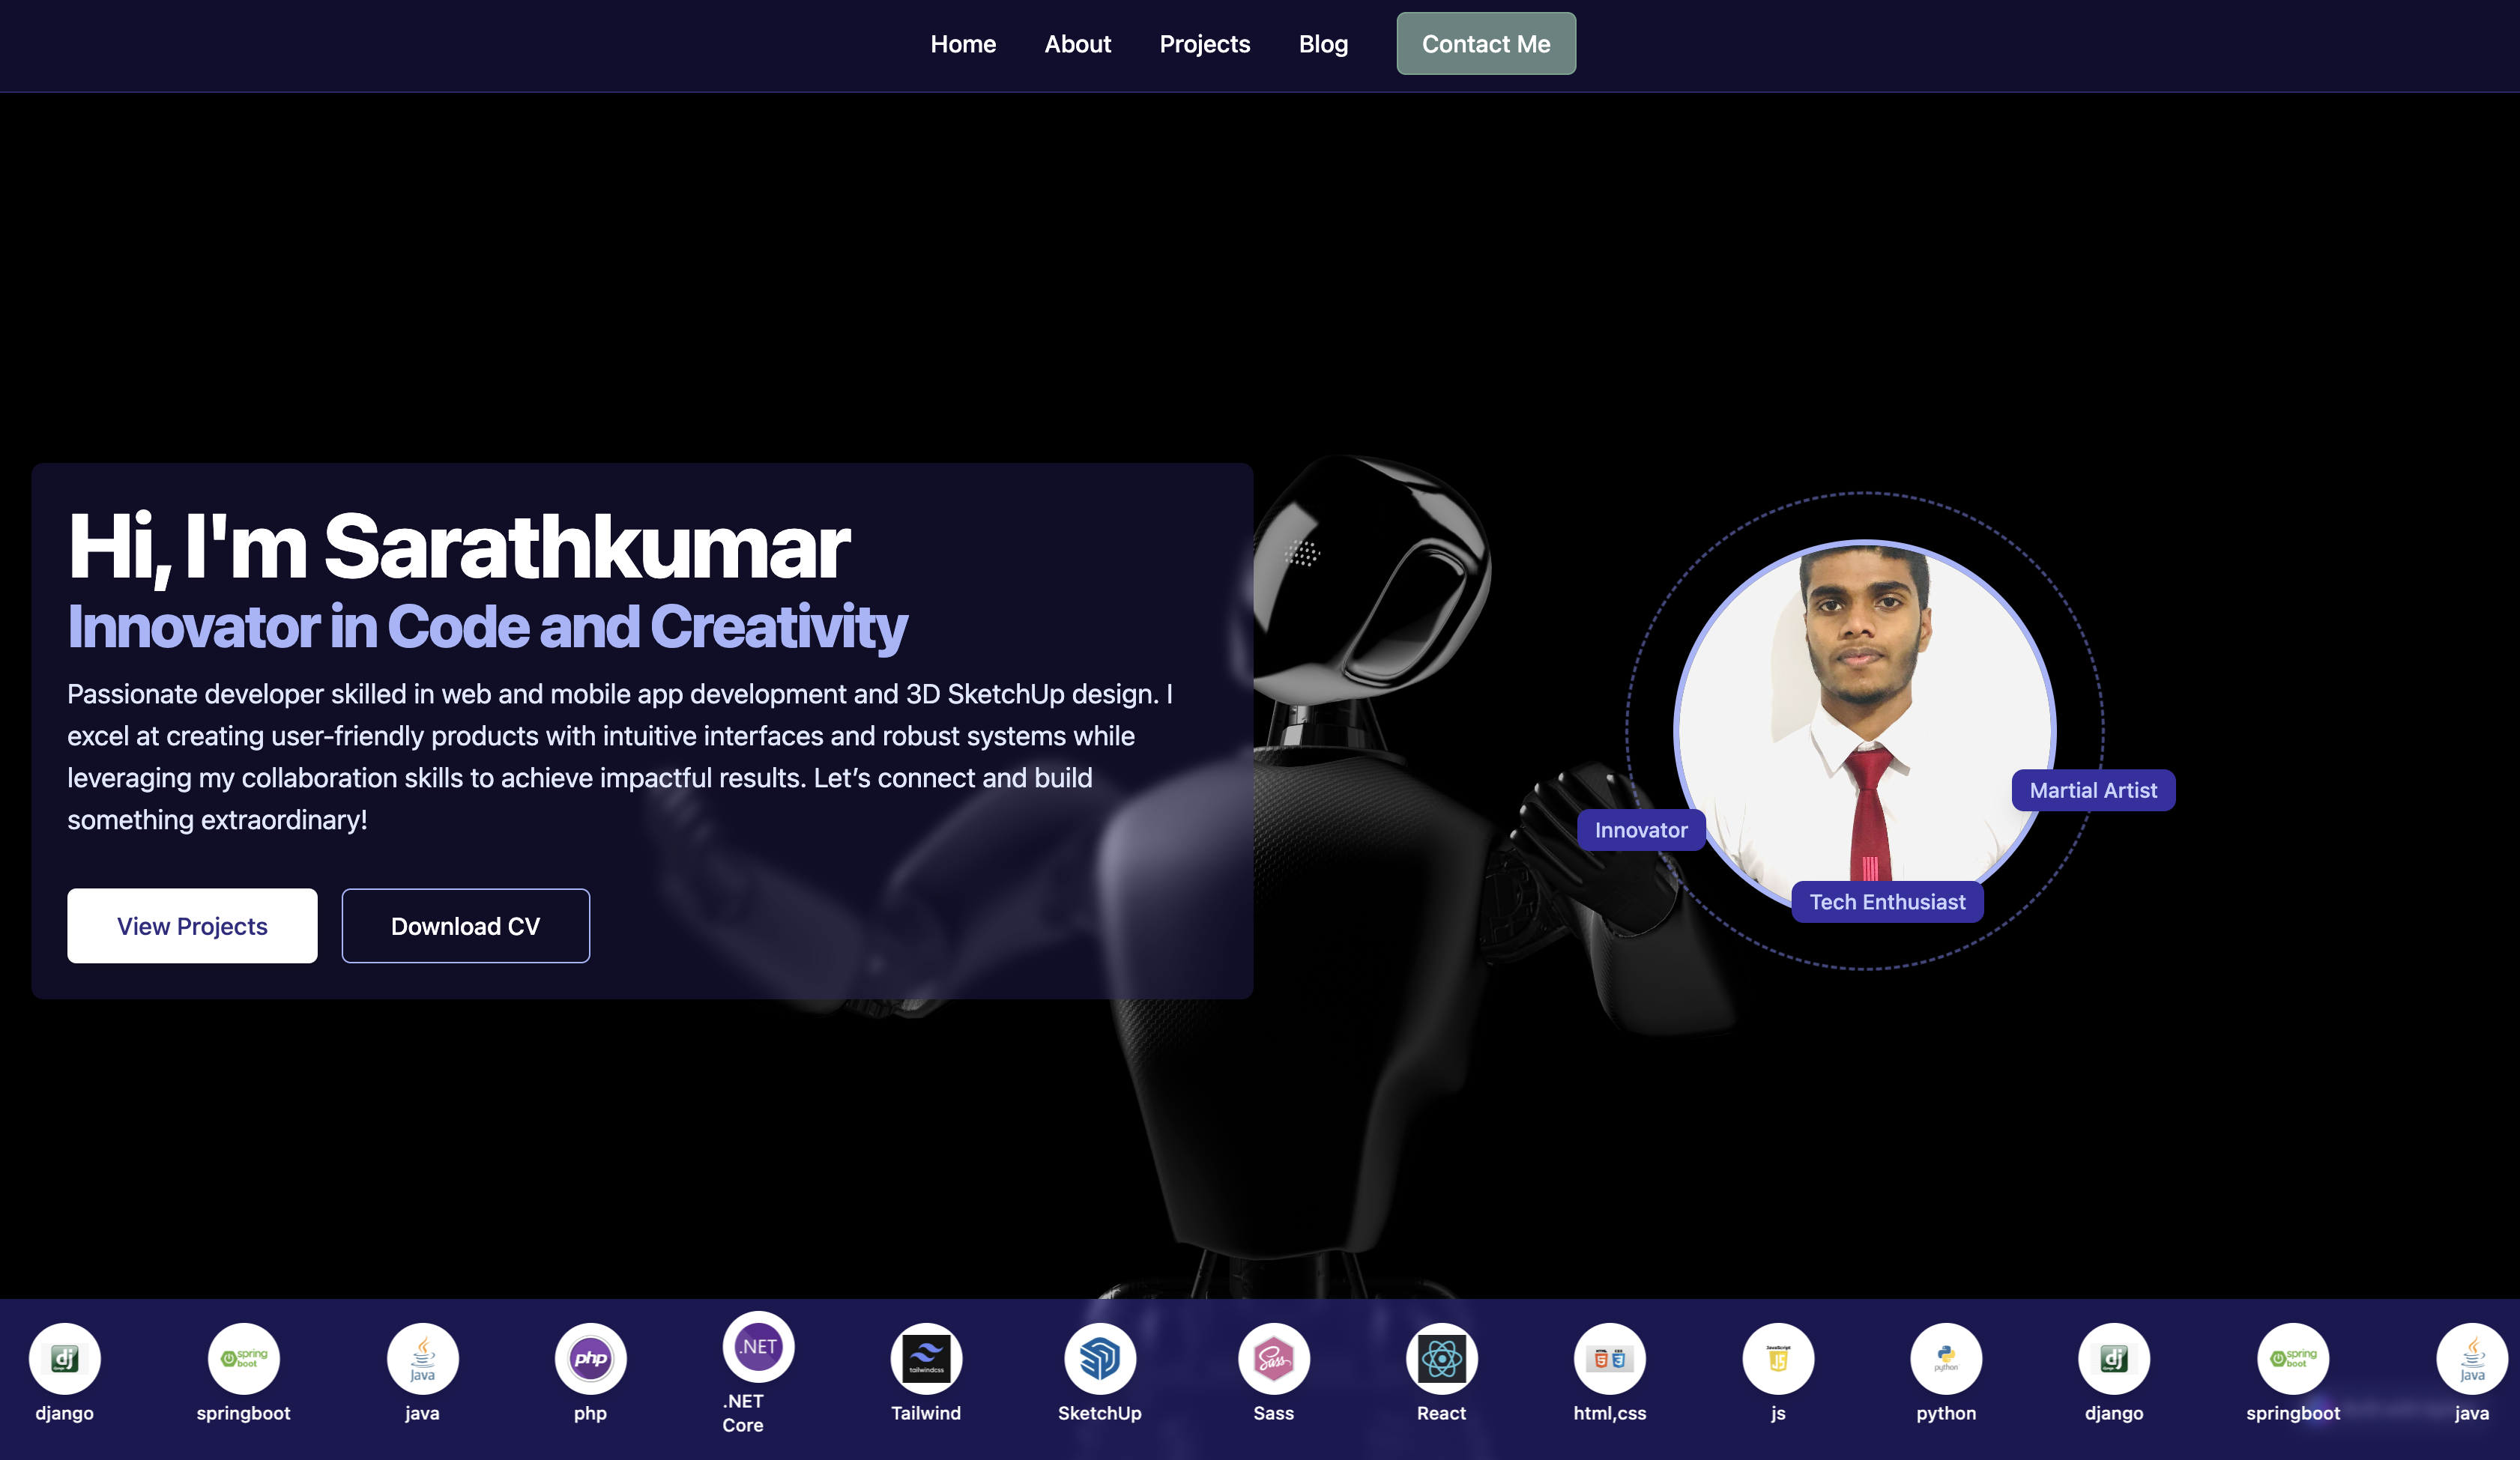 Home About Projects Blog Contact Me
Hi, I'm Sarathkumar
Innovator in Code and Creativity
Passionate developer skilled in web and mobile app development and 3D SketchUp design. I
excel at creating user-friendly products with intuitive interfaces and robust systems while
leveraging my collaboration skills to achieve impactful results. Let’s connect and build
something extraordinary!
View Projects Download CV
Martial Artist
Innovator
Tech Enthusiast
dj
spring
boot
Java
php
.NET
tailwindcss
Sass
JavaScript
JS
python
dj
spring
boot
Java
django springboot java php .NET Core Tailwind SketchUp Sass React html,css js python django springboot java